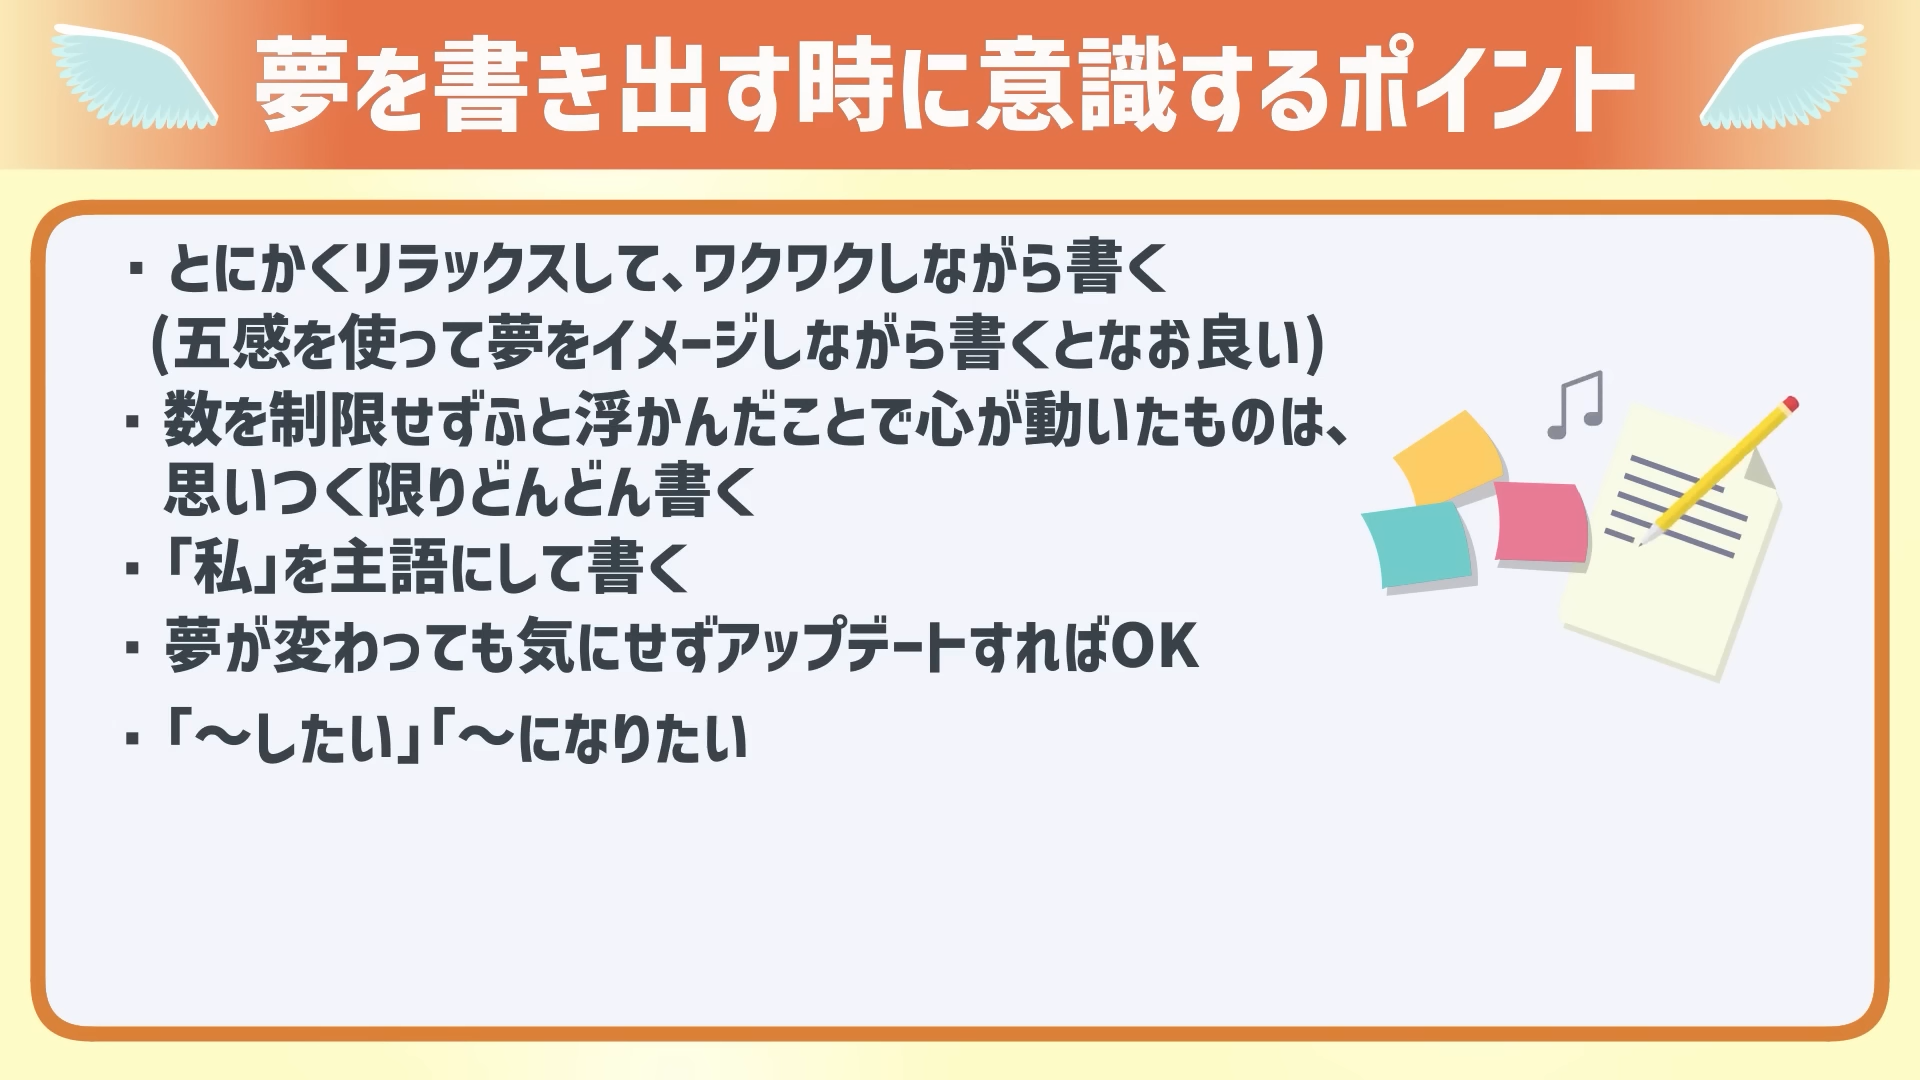 夢を書き出す時に意識するポイント
・とにかくリラックスして、ワクワクしながら書く
(五感を使って夢をイメージしながら書くとなお良い)
・数を制限せずふと浮かんだことで心が動いたものは、
思いつく限りどんどん書く
・「私」を主語にして書く
・夢が変わっても気にせずアップデートすればOK
・「〜したい」「〜になりたい